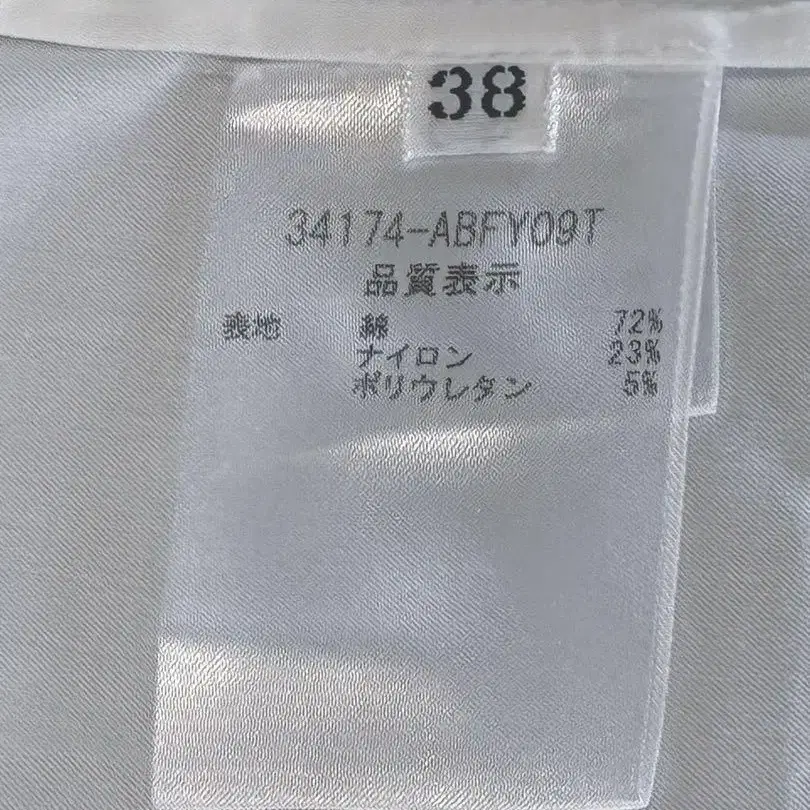 38
34174-ABFY09T
品質表示
表地 綿 72%
ナイロン 23%
ポリウレタン 5%